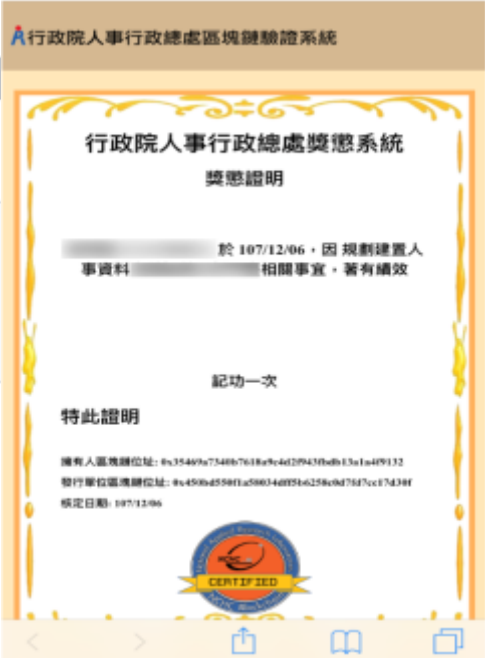 行政院人事行政總處區塊鏈驗證系統
行政院人事行政總處獎懲系統
獎懲證明
於 107/12/06，因 規劃建置人
事資料 相關事宜，著有績效
記功一次
特此證明
擁有人區塊鏈位址:
發行單位區塊鏈位址:
核定日期: 107/12/06
CERTIFIED